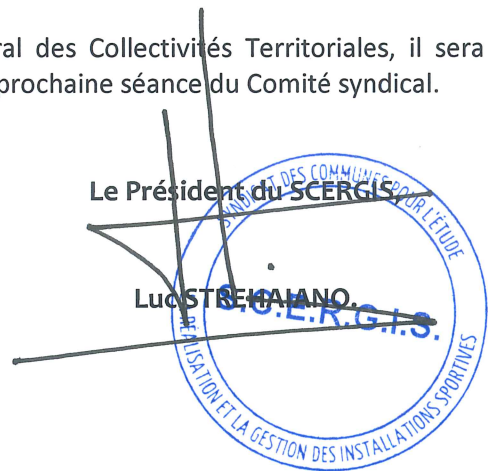 ral des Collectivités Territoriales, il sera
prochaine séance du Comité syndical.
Le Président du SCERGIS,
Luc STREHAIANO.
SYNDICAT DES COMMUNES POUR L'ÉTUDE
S.C.E.R.G.I.S.
RÉALISATION ET LA GESTION DES INSTALLATIONS SPORTIVES